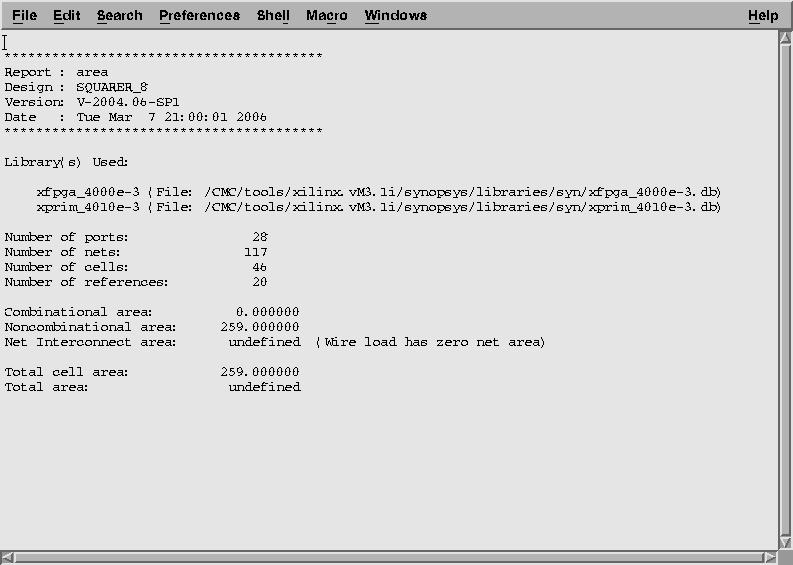 File Edit Search Preferences Shell Macro Windows Help
****************************************
Report : area
Design : SQUARER_8
Version: V-2004.06-SP1
Date   : Tue Mar  7 21:00:01 2006
****************************************
Library(s) Used:
xfpga_4000e-3 (File: /CMC/tools/xilinx.vM3.1i/synopsys/libraries/syn/xfpga_4000e-3.db)
xprim_4010e-3 (File: /CMC/tools/xilinx.vM3.1i/synopsys/libraries/syn/xprim_4010e-3.db)
Number of ports: 28
Number of nets: 117
Number of cells: 46
Number of references: 20
Combinational area: 0.000000
Noncombinational area: 259.000000
Net Interconnect area: undefined (Wire load has zero net area)
Total cell area: 259.000000
Total area: undefined